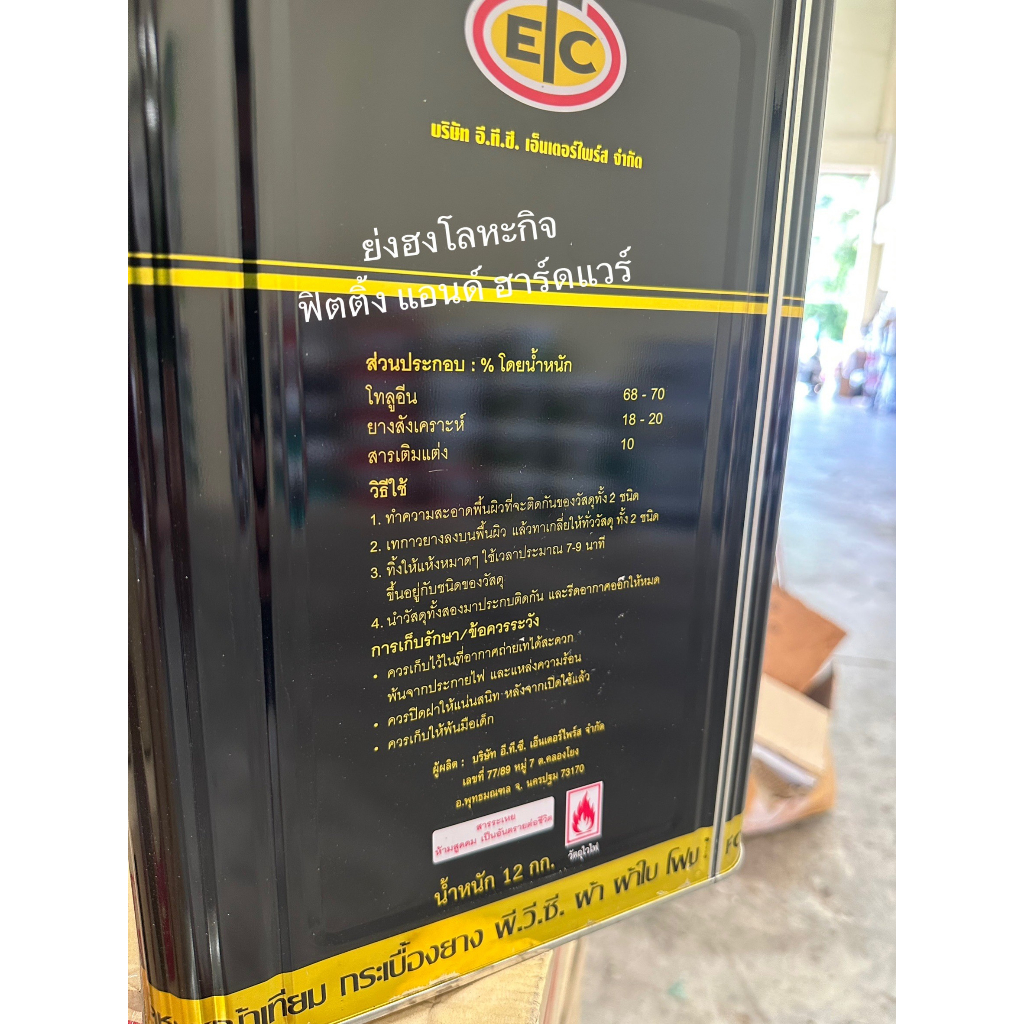 ETC
บริษัท อี.ที.ซี. เอ็นเตอร์ไพร์ส จำกัด
ย่งฮงโลหะกิจ
ฟิตติ้ง แอนด์ ฮาร์ดแวร์
ส่วนประกอบ : % โดยน้ำหนัก
โทลูอีน 68 - 70
ยางสังเคราะห์ 18 - 20
สารเติมแต่ง 10
วิธีใช้
1. ทำความสะอาดพื้นผิวที่จะติดกันของวัสดุทั้ง 2 ชนิด
2. เทกาวยางลงบนพื้นผิว แล้วทาเกลี่ยให้ทั่ววัสดุ ทั้ง 2 ชนิด
3. ทิ้งให้แห้งหมาดๆ ใช้เวลาประมาณ 7-9 นาที
ขึ้นอยู่กับชนิดของวัสดุ
4. นำวัสดุทั้งสองมาประกบติดกัน และรีดอากาศออกให้หมด
การเก็บรักษา/ข้อควรระวัง
• ควรเก็บไว้ในที่อากาศถ่ายเทได้สะดวก
พ้นจากประกายไฟ และแหล่งความร้อน
• ควรปิดฝาให้แน่นสนิท หลังจากเปิดใช้แล้ว
• ควรเก็บให้พ้นมือเด็ก
ผู้ผลิต : บริษัท อี.ที.ซี. เอ็นเตอร์ไพร์ส จำกัด
เลขที่ 77/89 หมู่ 7 ต.คลองโยง
อ.พุทธมณฑล จ. นครปฐม 73170
สารระเหย
ห้ามสูดดม เป็นอันตรายต่อชีวิต
วัตถุไวไฟ
น้ำหนัก 12 กก.
กระเบื้องยาง พี.วี.ซี. ผ้า ผ้าใบ โฟม